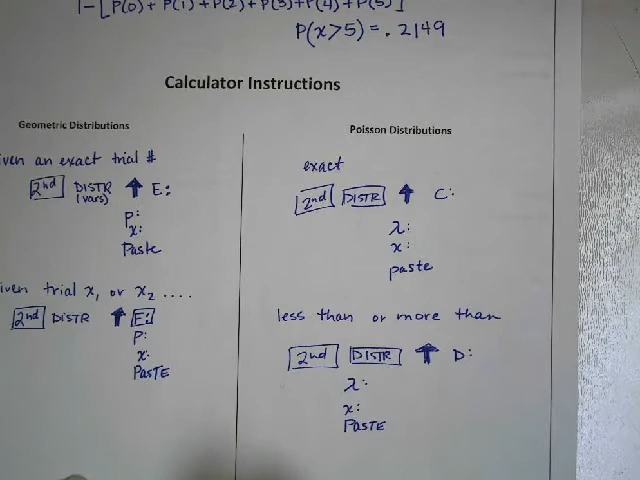 1-[P(0)+P(1)+P(2)+P(3)+P(4)+P(5)]
P(x>5)=.2149
Calculator Instructions
Geometric Distributions
iven an exact trial #
2nd DISTR ↑ E:
(vars)
p:
x:
Paste
iven trial x, or x2 ....
2nd DISTR ↑ E:
P:
x:
PASTE
Poisson Distributions
exact
2nd DISTR ↑ C:
λ:
x:
paste
less than or more than
2nd DISTR ↑ D:
λ:
x:
PASTE